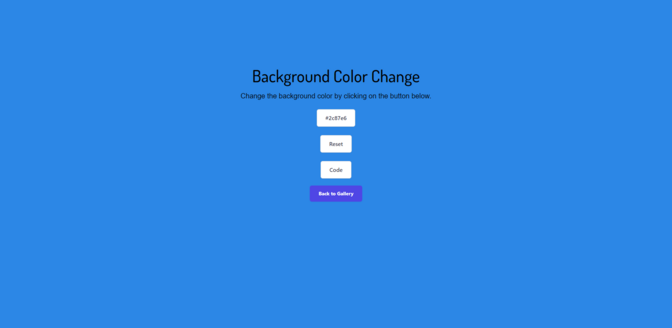 Background Color Change
Change the background color by clicking on the button below.
#2c87e6
Reset
Code
Back to Gallery